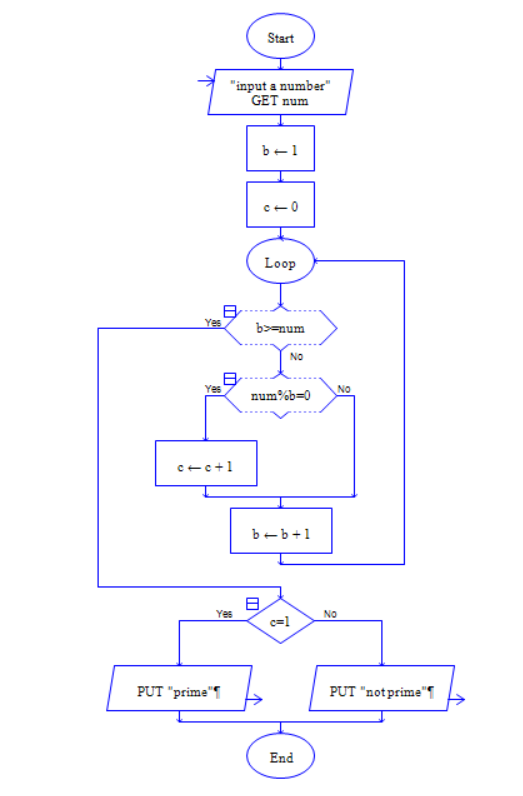 Start
"input a number"
GET num
b ← 1
c ← 0
Loop
Yes
b>=num
No
Yes
num%b=0
No
c ← c + 1
b ← b + 1
Yes
c=1
No
PUT "prime"¶
PUT "not prime"¶
End